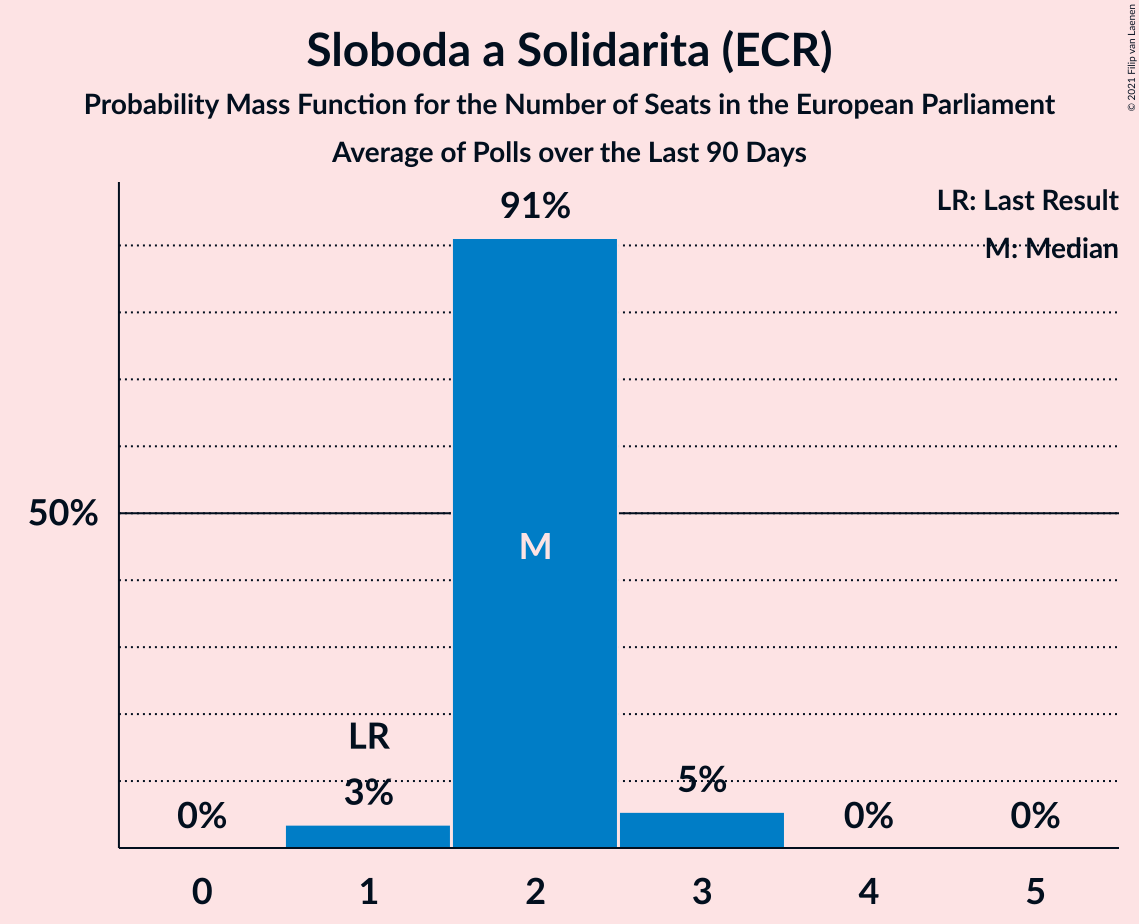 Sloboda a Solidarita (ECR)
Probability Mass Function for the Number of Seats in the European Parliament
Average of Polls over the Last 90 Days
© 2021 Filip van Laenen
LR: Last Result
M: Median
91%
50%
M
LR
3%
5%
0%
0%
0%
0
1
2
3
4
5